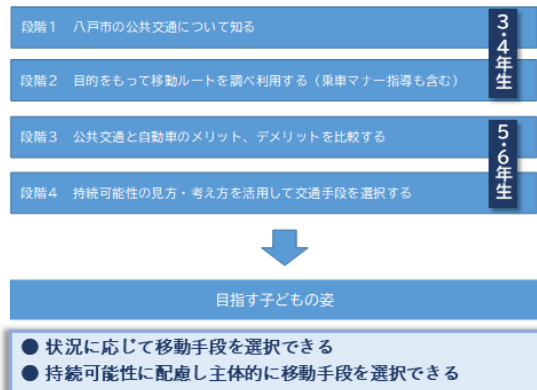 段階1 八戸市の公共交通について知る
段階2 目的をもって移動ルートを調べ利用する（乗車マナー指導も含む）
3・4年生
段階3 公共交通と自動車のメリット、デメリットを比較する
段階4 持続可能性の見方・考え方を活用して交通手段を選択する
5・6年生
目指す子どもの姿
● 状況に応じて移動手段を選択できる
● 持続可能性に配慮し主体的に移動手段を選択できる